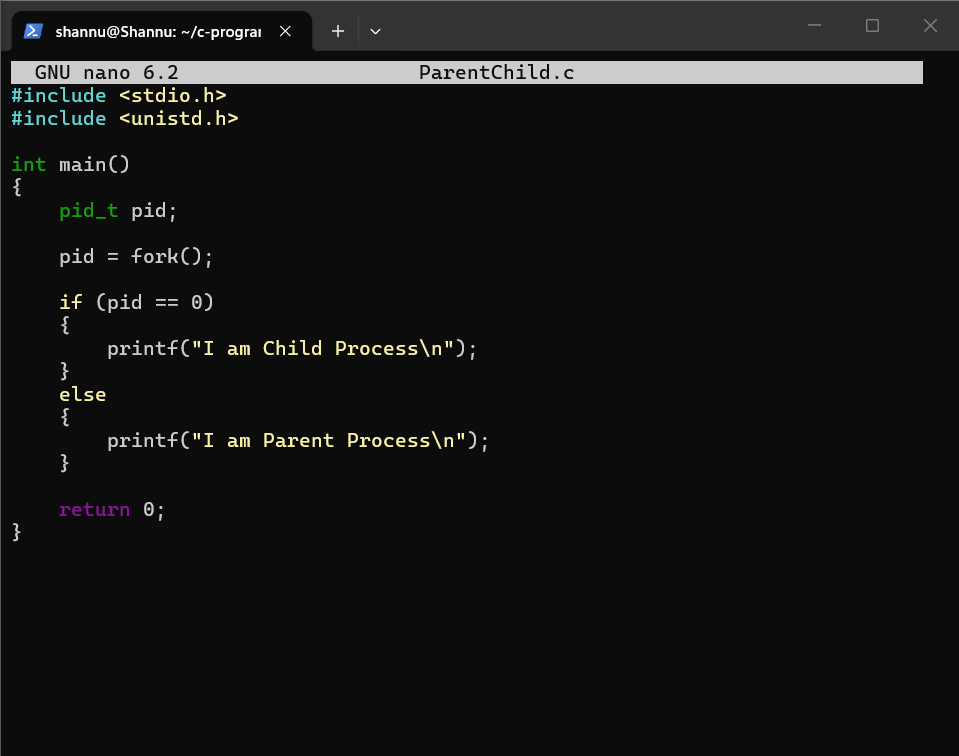 shannu@Shannu: ~/c-prograr
GNU nano 6.2 ParentChild.c
#include <stdio.h>
#include <unistd.h>

int main()
{
    pid_t pid;

    pid = fork();

    if (pid == 0)
    {
        printf("I am Child Process\n");
    }
    else
    {
        printf("I am Parent Process\n");
    }

    return 0;
}